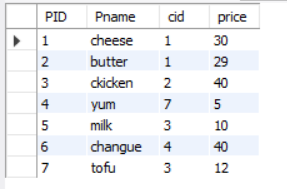 PID Pname cid price
1 cheese 1 30
2 butter 1 29
3 ckicken 2 40
4 yum 7 5
5 milk 3 10
6 changue 4 40
7 tofu 3 12